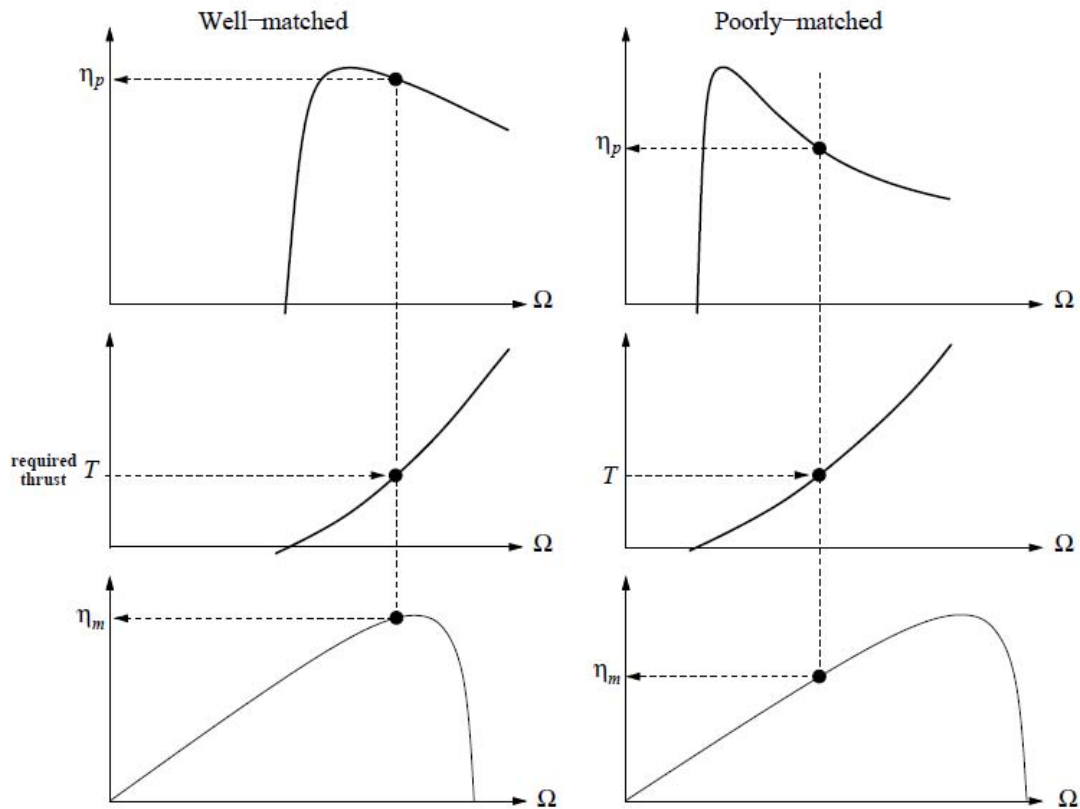 Well−matched
Poorly−matched
ηp
Ω
ηp
Ω
required
thrust
T
Ω
T
Ω
ηm
Ω
ηm
Ω